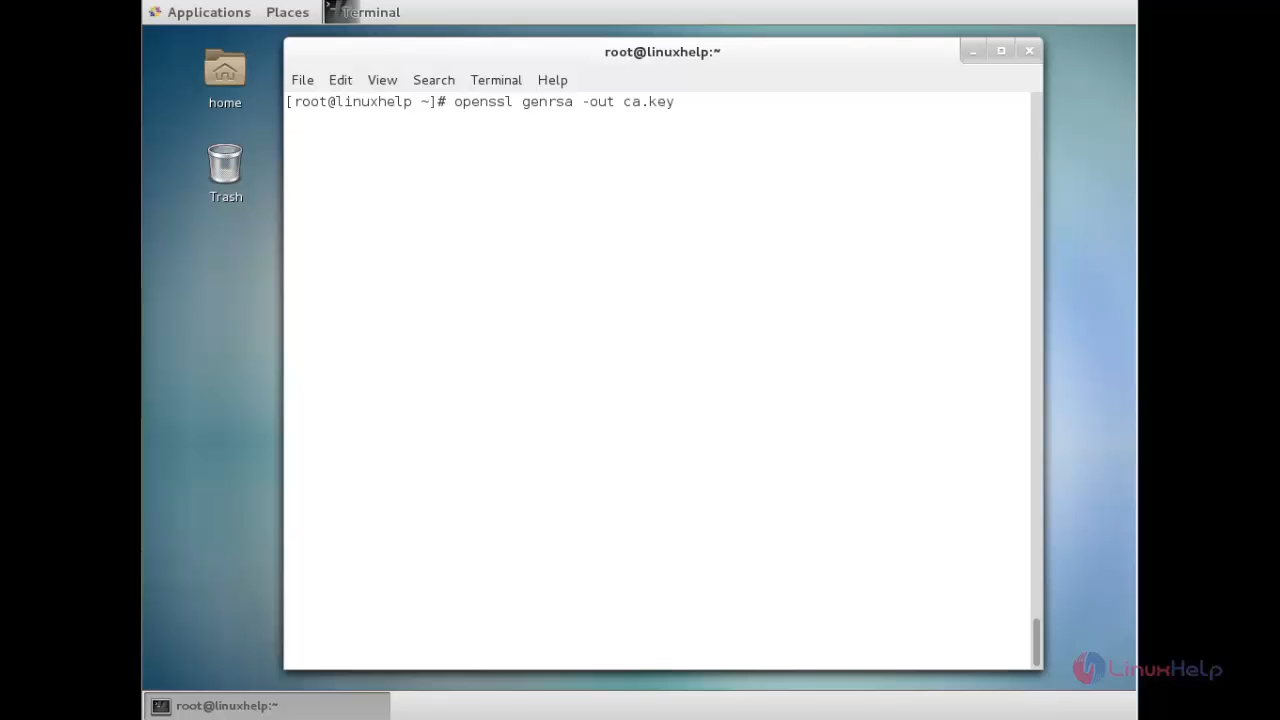 Applications Places Terminal
root@linuxhelp:~
File Edit View Search Terminal Help
[root@linuxhelp ~]# openssl genrsa -out ca.key
home
Trash
LinuxHelp
root@linuxhelp:~